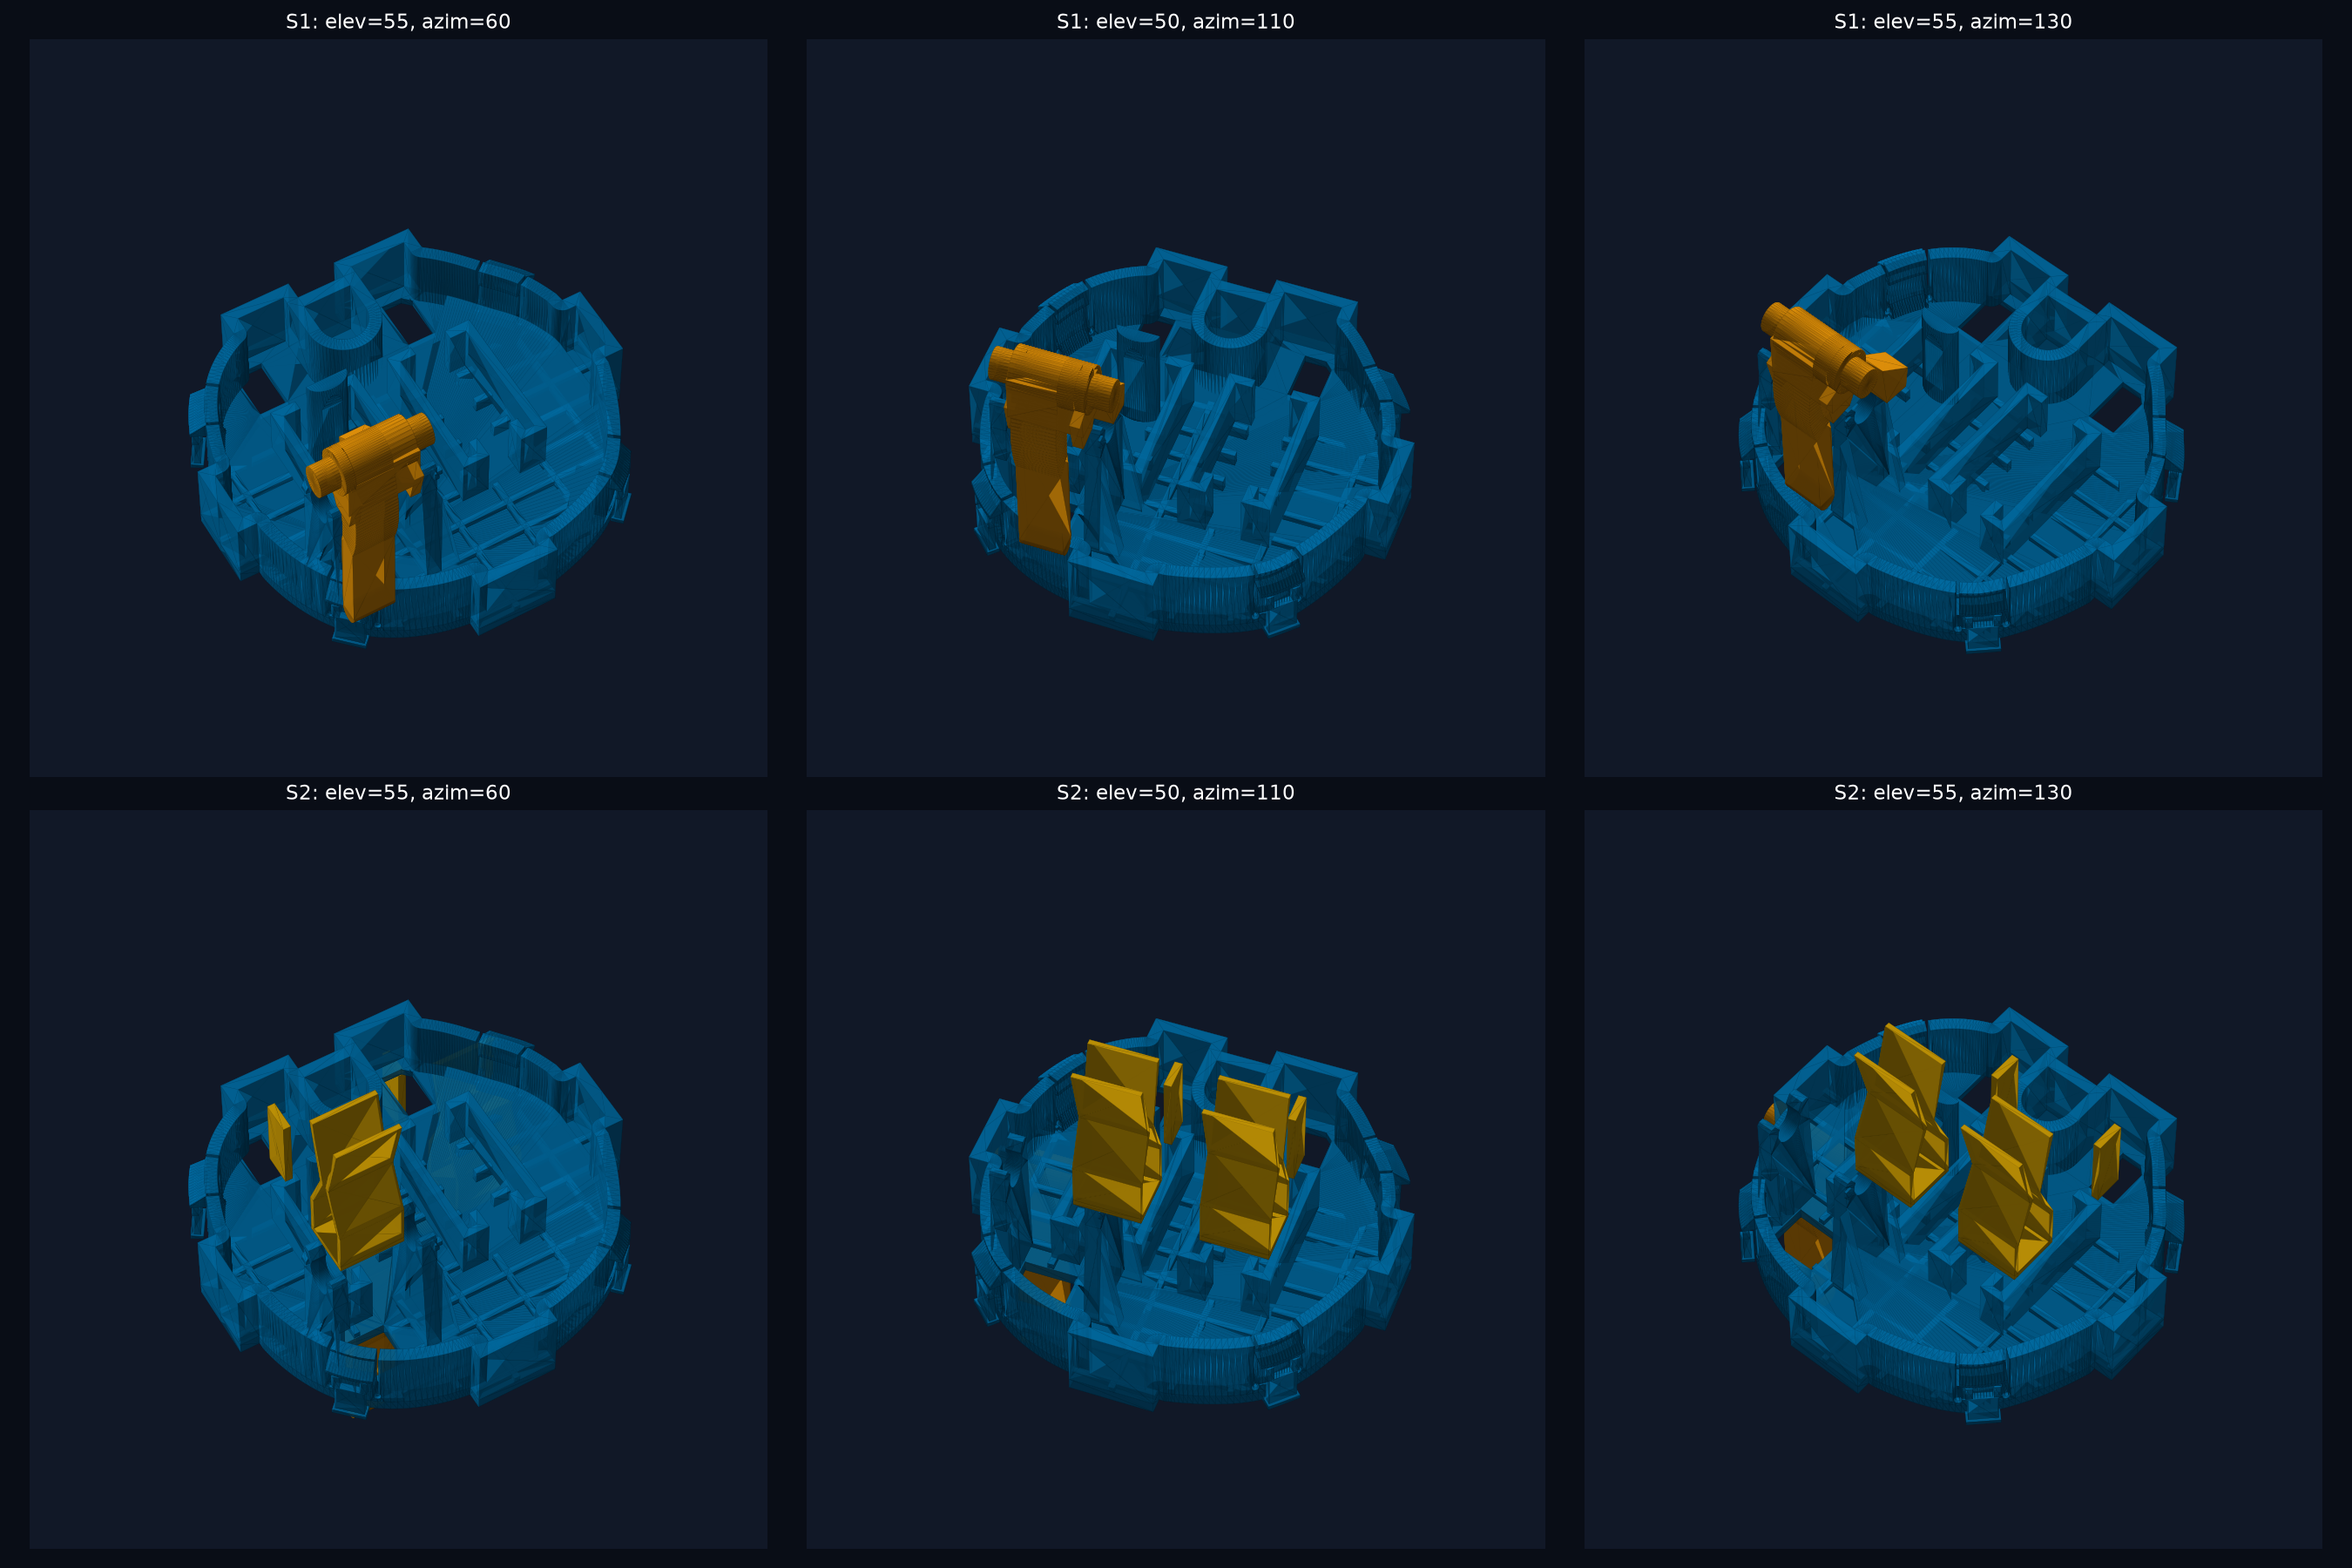 S1: elev=55, azim=60
S1: elev=50, azim=110
S1: elev=55, azim=130
S2: elev=55, azim=60
S2: elev=50, azim=110
S2: elev=55, azim=130